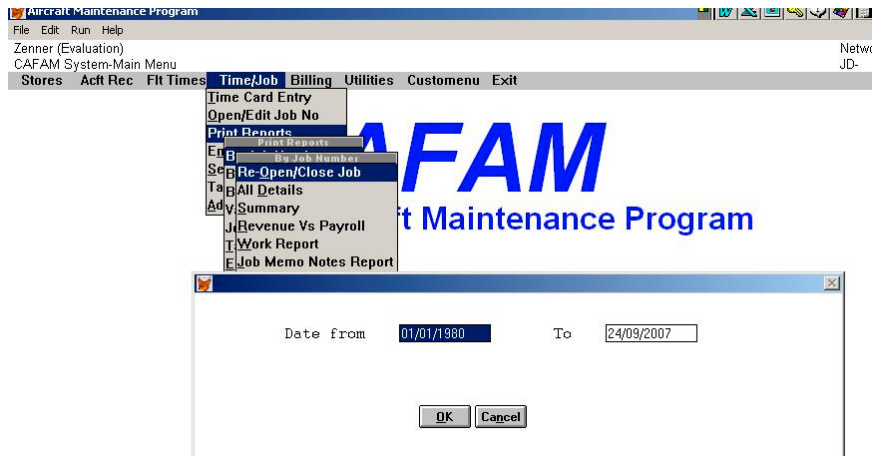 Aircraft Maintenance Program
File Edit Run Help
Zenner (Evaluation) Netwo
CAFAM System-Main Menu JD-
Stores Acft Rec Flt Times Time/Job Billing Utilities Customenu Exit
Time Card Entry
Open/Edit Job No
Print Reports
Print Reports
By Job Number
Re-Open/Close Job
All Details
Summary
Revenue Vs Payroll
Work Report
Job Memo Notes Report
AFAM
t Maintenance Program
Date from 01/01/1980 To 24/09/2007
OK Cancel